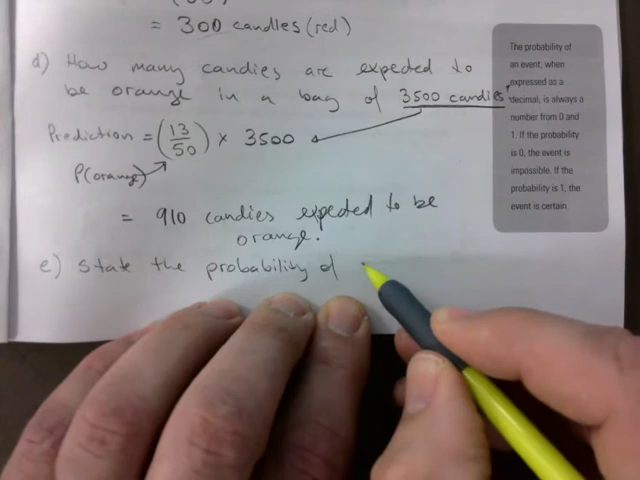 = 300 candles (red)
d) How many candies are expected to
be orange in a bag of 3500 candies
Prediction = (13/50) × 3500
P(orange)
= 910 candies expected to be
orange.
e) State the probability of
The probability of
an event, when
expressed as a
decimal, is always a
number from 0 and
1. If the probability
is 0, the event is
impossible. If the
probability is 1, the
event is certain.